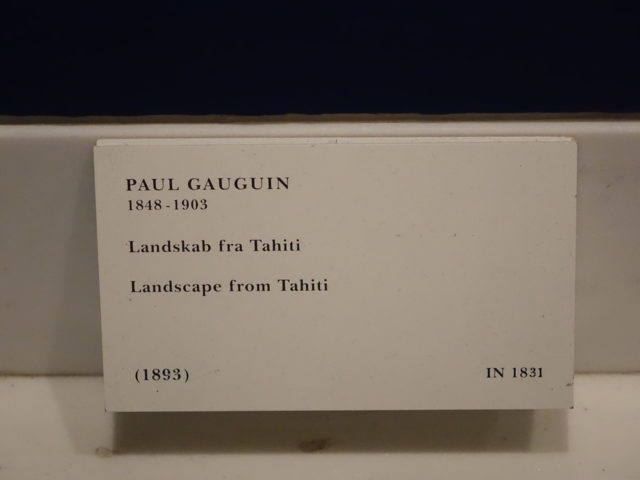 PAUL GAUGUIN
1848-1903
Landskab fra Tahiti
Landscape from Tahiti
(1893) IN 1831